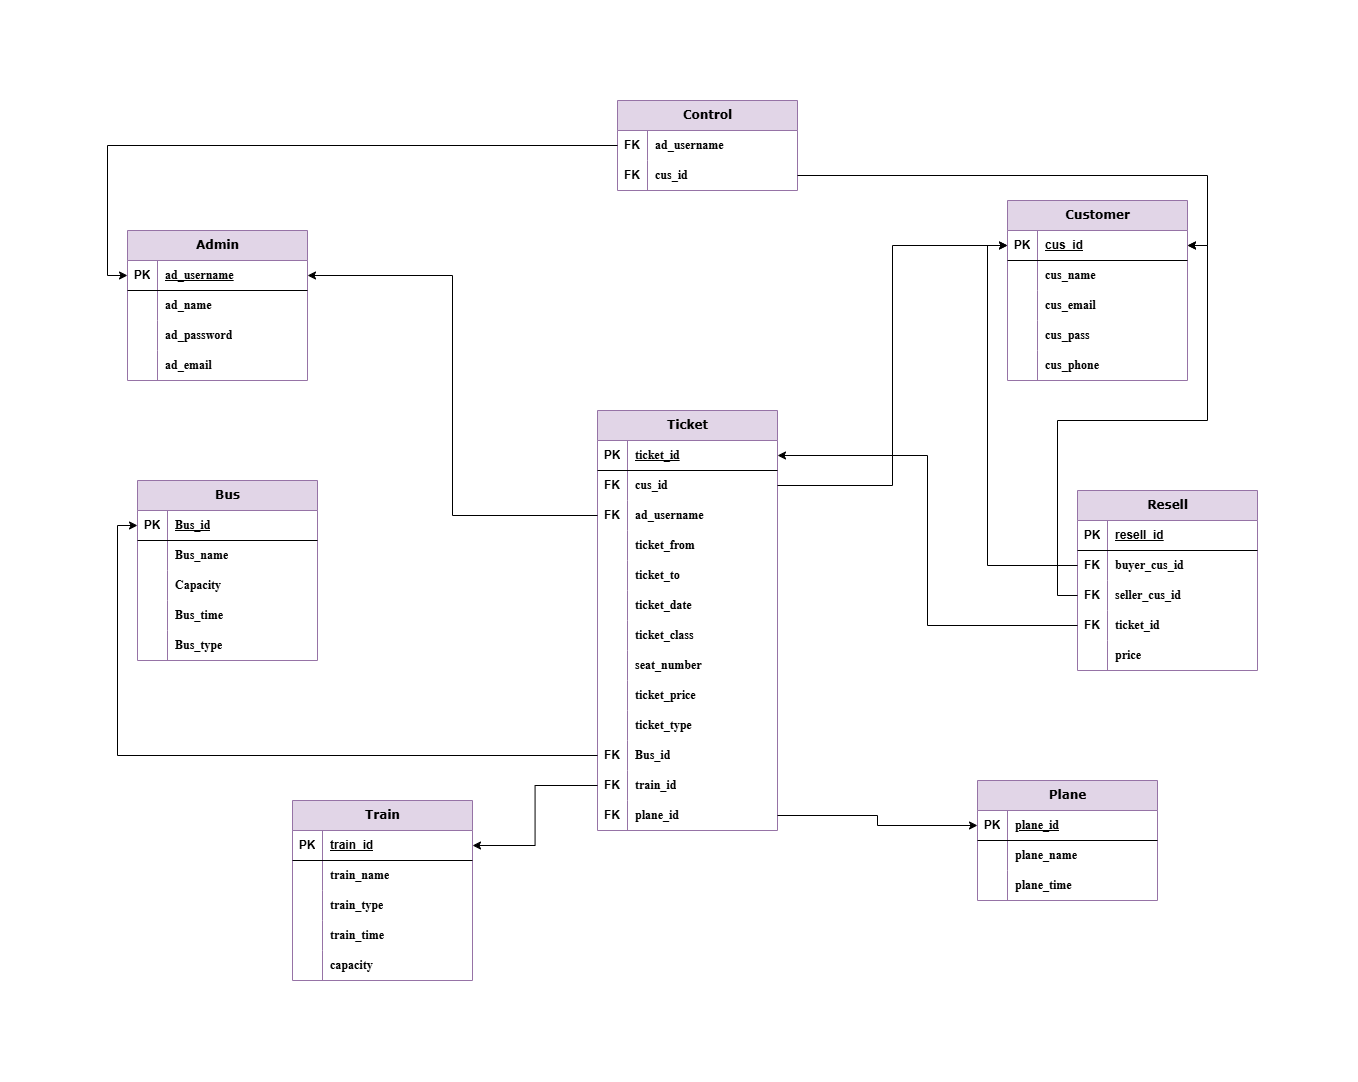 Control
FK ad_username
FK cus_id
Customer
PK cus_id
cus_name
cus_email
cus_pass
cus_phone
Admin
PK ad_username
ad_name
ad_password
ad_email
Ticket
PK ticket_id
FK cus_id
FK ad_username
ticket_from
ticket_to
ticket_date
ticket_class
seat_number
ticket_price
ticket_type
FK Bus_id
FK train_id
FK plane_id
Bus
PK Bus_id
Bus_name
Capacity
Bus_time
Bus_type
Resell
PK resell_id
FK buyer_cus_id
FK seller_cus_id
FK ticket_id
price
Train
PK train_id
train_name
train_type
train_time
capacity
Plane
PK plane_id
plane_name
plane_time